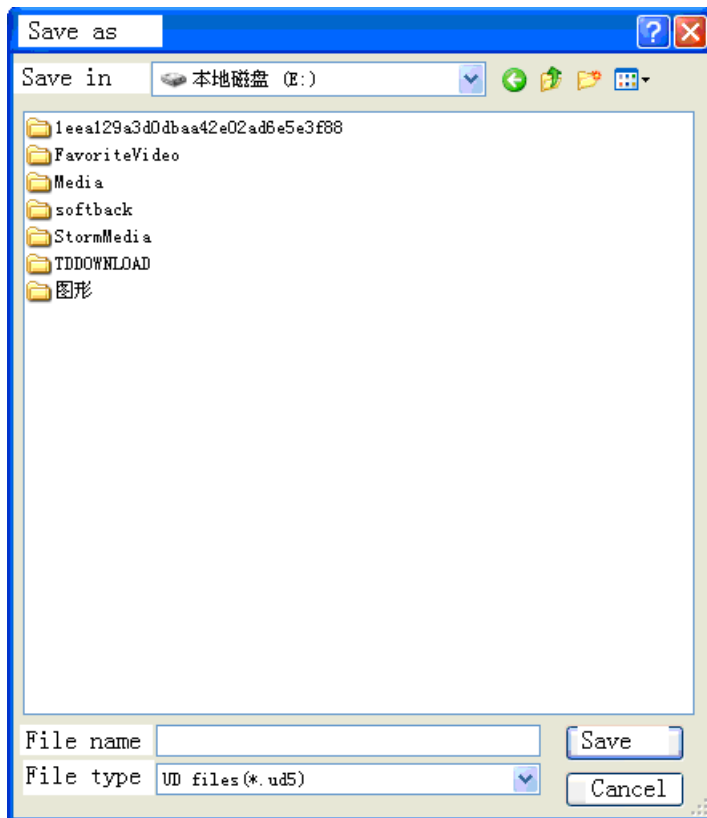 Save as
Save in 本地磁盘 (E:)
1eea129a3d0dbaa42e02ad6e5e3f88
FavoriteVideo
Media
softback
StormMedia
TDDOWNLOAD
图形
File name Save
File type UD files(*.ud5) Cancel